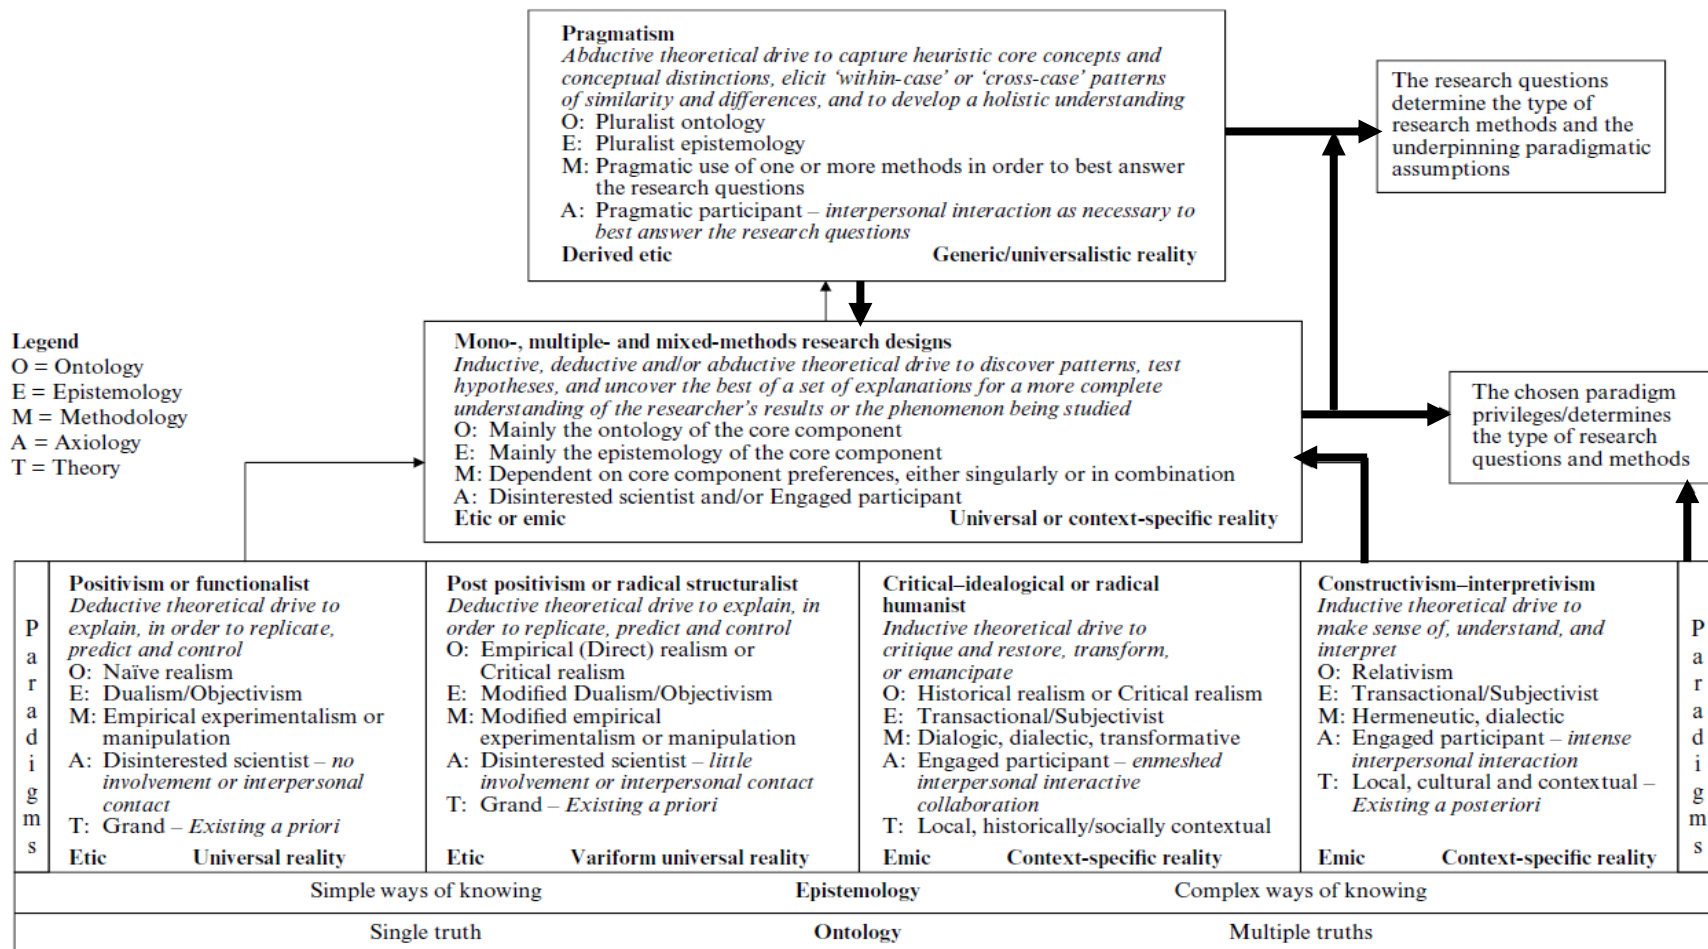 Pragmatism
Abductive theoretical drive to capture heuristic core concepts and
conceptual distinctions, elicit ‘within-case’ or ‘cross-case’ patterns
of similarity and differences, and to develop a holistic understanding
O: Pluralist ontology
E: Pluralist epistemology
M: Pragmatic use of one or more methods in order to best answer
the research questions
A: Pragmatic participant – interpersonal interaction as necessary to
best answer the research questions
Derived etic Generic/universalistic reality
The research questions
determine the type of
research methods and the
underpinning paradigmatic
assumptions
Legend
O = Ontology
E = Epistemology
M = Methodology
A = Axiology
T = Theory
Mono-, multiple- and mixed-methods research designs
Inductive, deductive and/or abductive theoretical drive to discover patterns, test
hypotheses, and uncover the best of a set of explanations for a more complete
understanding of the researcher’s results or the phenomenon being studied
O: Mainly the ontology of the core component
E: Mainly the epistemology of the core component
M: Dependent on core component preferences, either singularly or in combination
A: Disinterested scientist and/or Engaged participant
Etic or emic Universal or context-specific reality
The chosen paradigm
privileges/determines
the type of research
questions and methods
Paradigms
Positivism or functionalist
Deductive theoretical drive to
explain, in order to replicate,
predict and control
O: Naïve realism
E: Dualism/Objectivism
M: Empirical experimentalism or
manipulation
A: Disinterested scientist – no
involvement or interpersonal
contact
T: Grand – Existing a priori
Etic Universal reality
Post positivism or radical structuralist
Deductive theoretical drive to explain, in
order to replicate, predict and control
O: Empirical (Direct) realism or
Critical realism
E: Modified Dualism/Objectivism
M: Modified empirical
experimentalism or manipulation
A: Disinterested scientist – little
involvement or interpersonal contact
T: Grand – Existing a priori
Etic Variform universal reality
Critical–idealogical or radical
humanist
Inductive theoretical drive to
critique and restore, transform,
or emancipate
O: Historical realism or Critical realism
E: Transactional/Subjectivist
M: Dialogic, dialectic, transformative
A: Engaged participant – enmeshed
interpersonal interactive
collaboration
T: Local, historically/socially contextual
Emic Context-specific reality
Constructivism–interpretivism
Inductive theoretical drive to
make sense of, understand, and
interpret
O: Relativism
E: Transactional/Subjectivist
M: Hermeneutic, dialectic
A: Engaged participant – intense
interpersonal interaction
T: Local, cultural and contextual –
Existing a posteriori
Emic Context-specific reality
Paradigms
Simple ways of knowing Epistemology Complex ways of knowing
Single truth Ontology Multiple truths